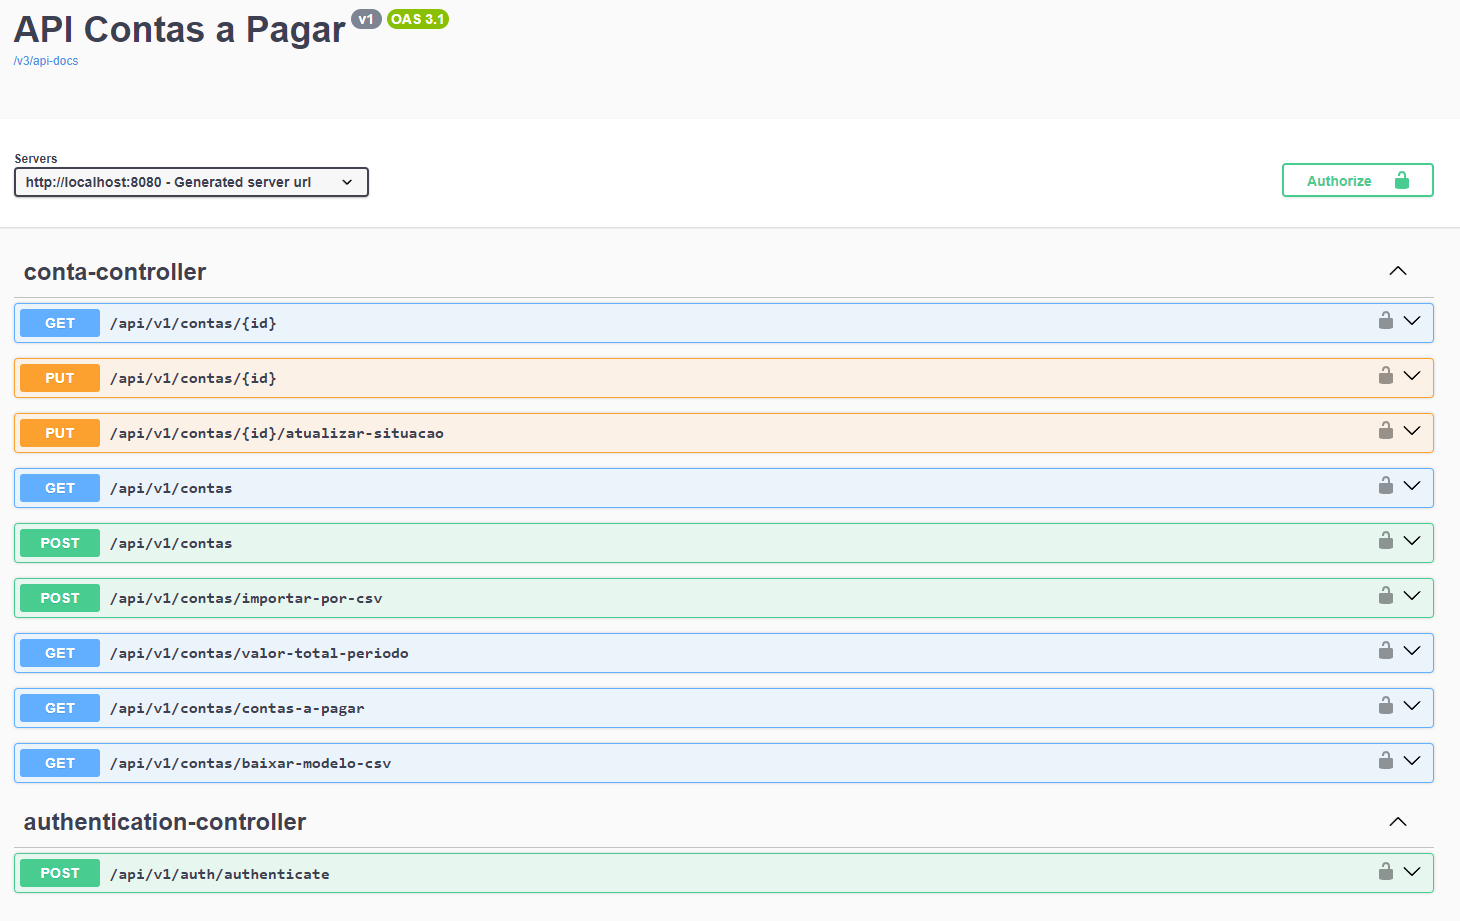 API Contas a Pagar v1 OAS 3.1
/v3/api-docs
Servers
http://localhost:8080 - Generated server url
Authorize
conta-controller
GET /api/v1/contas/{id}
PUT /api/v1/contas/{id}
PUT /api/v1/contas/{id}/atualizar-situacao
GET /api/v1/contas
POST /api/v1/contas
POST /api/v1/contas/importar-por-csv
GET /api/v1/contas/valor-total-periodo
GET /api/v1/contas/contas-a-pagar
GET /api/v1/contas/baixar-modelo-csv
authentication-controller
POST /api/v1/auth/authenticate